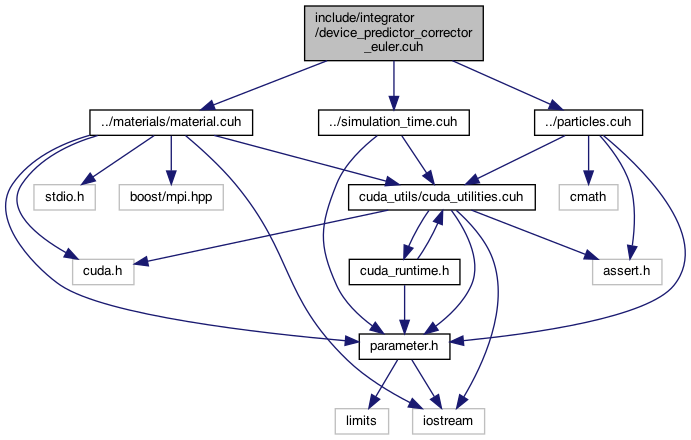 include/integrator
/device_predictor_corrector
_euler.cuh
../materials/material.cuh
../simulation_time.cuh
../particles.cuh
stdio.h
boost/mpi.hpp
cuda_utils/cuda_utilities.cuh
cmath
cuda.h
cuda_runtime.h
assert.h
parameter.h
limits
iostream